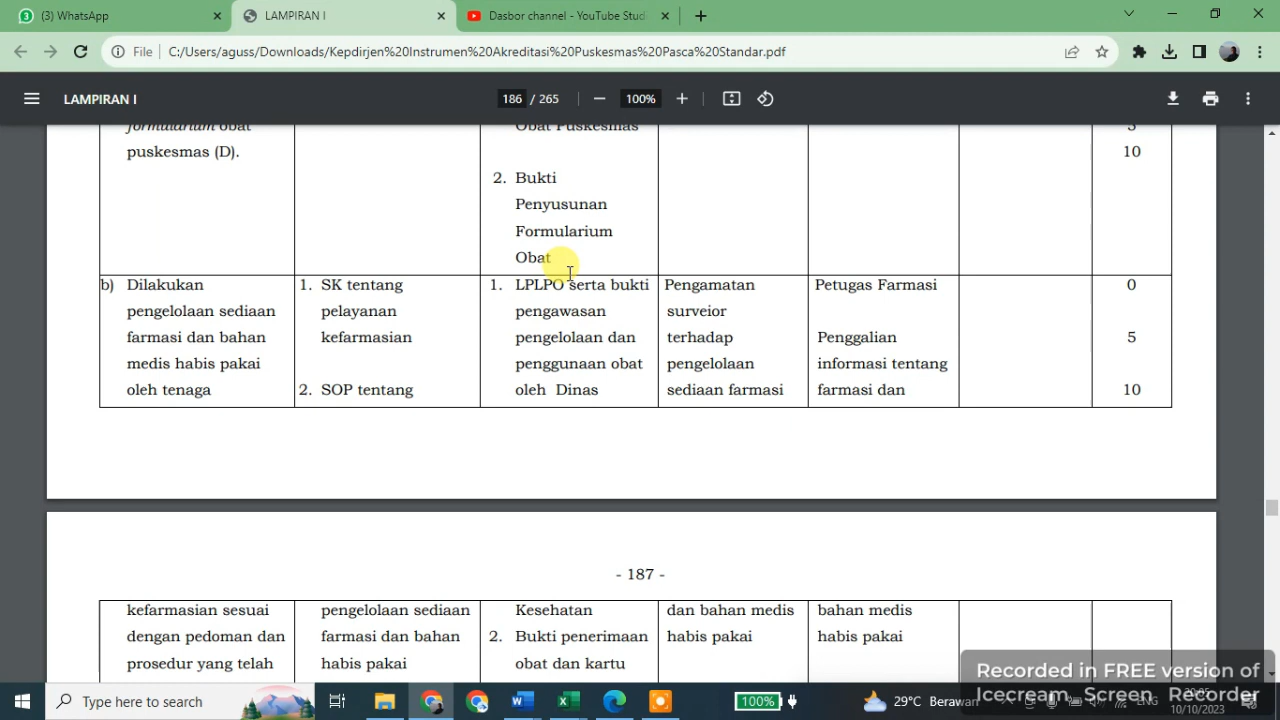 (3) WhatsApp
LAMPIRAN I
Dasbor channel - YouTube Stud
File
C:/Users/aguss/Downloads/Kepdirjen%20Instrumen%20Akreditasi%20Puskesmas%20Pasca%20Standar.pdf
LAMPIRAN I
186 / 265
100%
formularium obat
puskesmas (D).
Obat Puskesmas
2. Bukti
Penyusunan
Formularium
Obat
5
10
b) Dilakukan
pengelolaan sediaan
farmasi dan bahan
medis habis pakai
oleh tenaga
1. SK tentang
pelayanan
kefarmasian
2. SOP tentang
1. LPLPO serta bukti
pengawasan
pengelolaan dan
penggunaan obat
oleh Dinas
Pengamatan
surveior
terhadap
pengelolaan
sediaan farmasi
Petugas Farmasi
Penggalian
informasi tentang
farmasi dan
0
5
10
- 187 -
kefarmasian sesuai
dengan pedoman dan
prosedur yang telah
pengelolaan sediaan
farmasi dan bahan
habis pakai
Kesehatan
2. Bukti penerimaan
obat dan kartu
dan bahan medis
habis pakai
bahan medis
habis pakai
Recorded in FREE version of
Icecream Screen Recorder
Type here to search
100%
29°C Berawan
ENG
10/10/2023